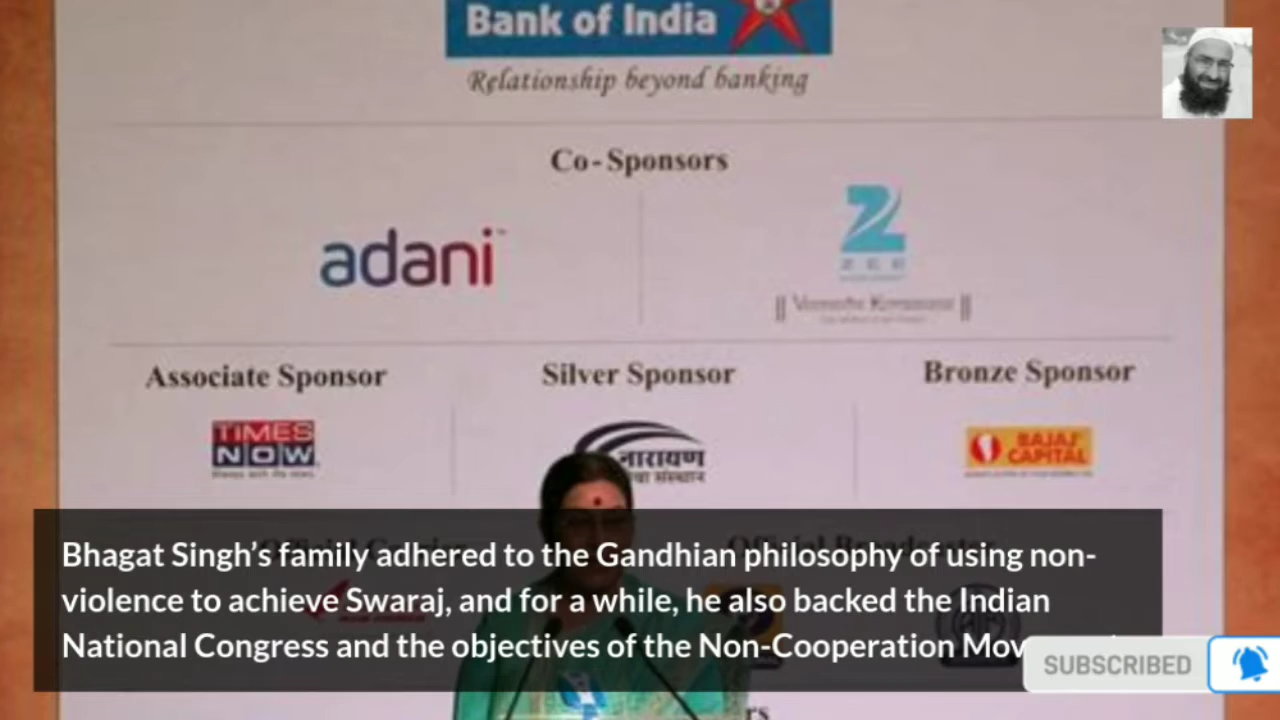 Bank of India
Relationship beyond banking
Co-Sponsors
adani
ZEE
Associate Sponsor
Silver Sponsor
Bronze Sponsor
TIMES
NOW
नारायण
संस्थान
BAJAJ
CAPITAL
Bhagat Singh's family adhered to the Gandhian philosophy of using non-
violence to achieve Swaraj, and for a while, he also backed the Indian
National Congress and the objectives of the Non-Cooperation
SUBSCRIBED